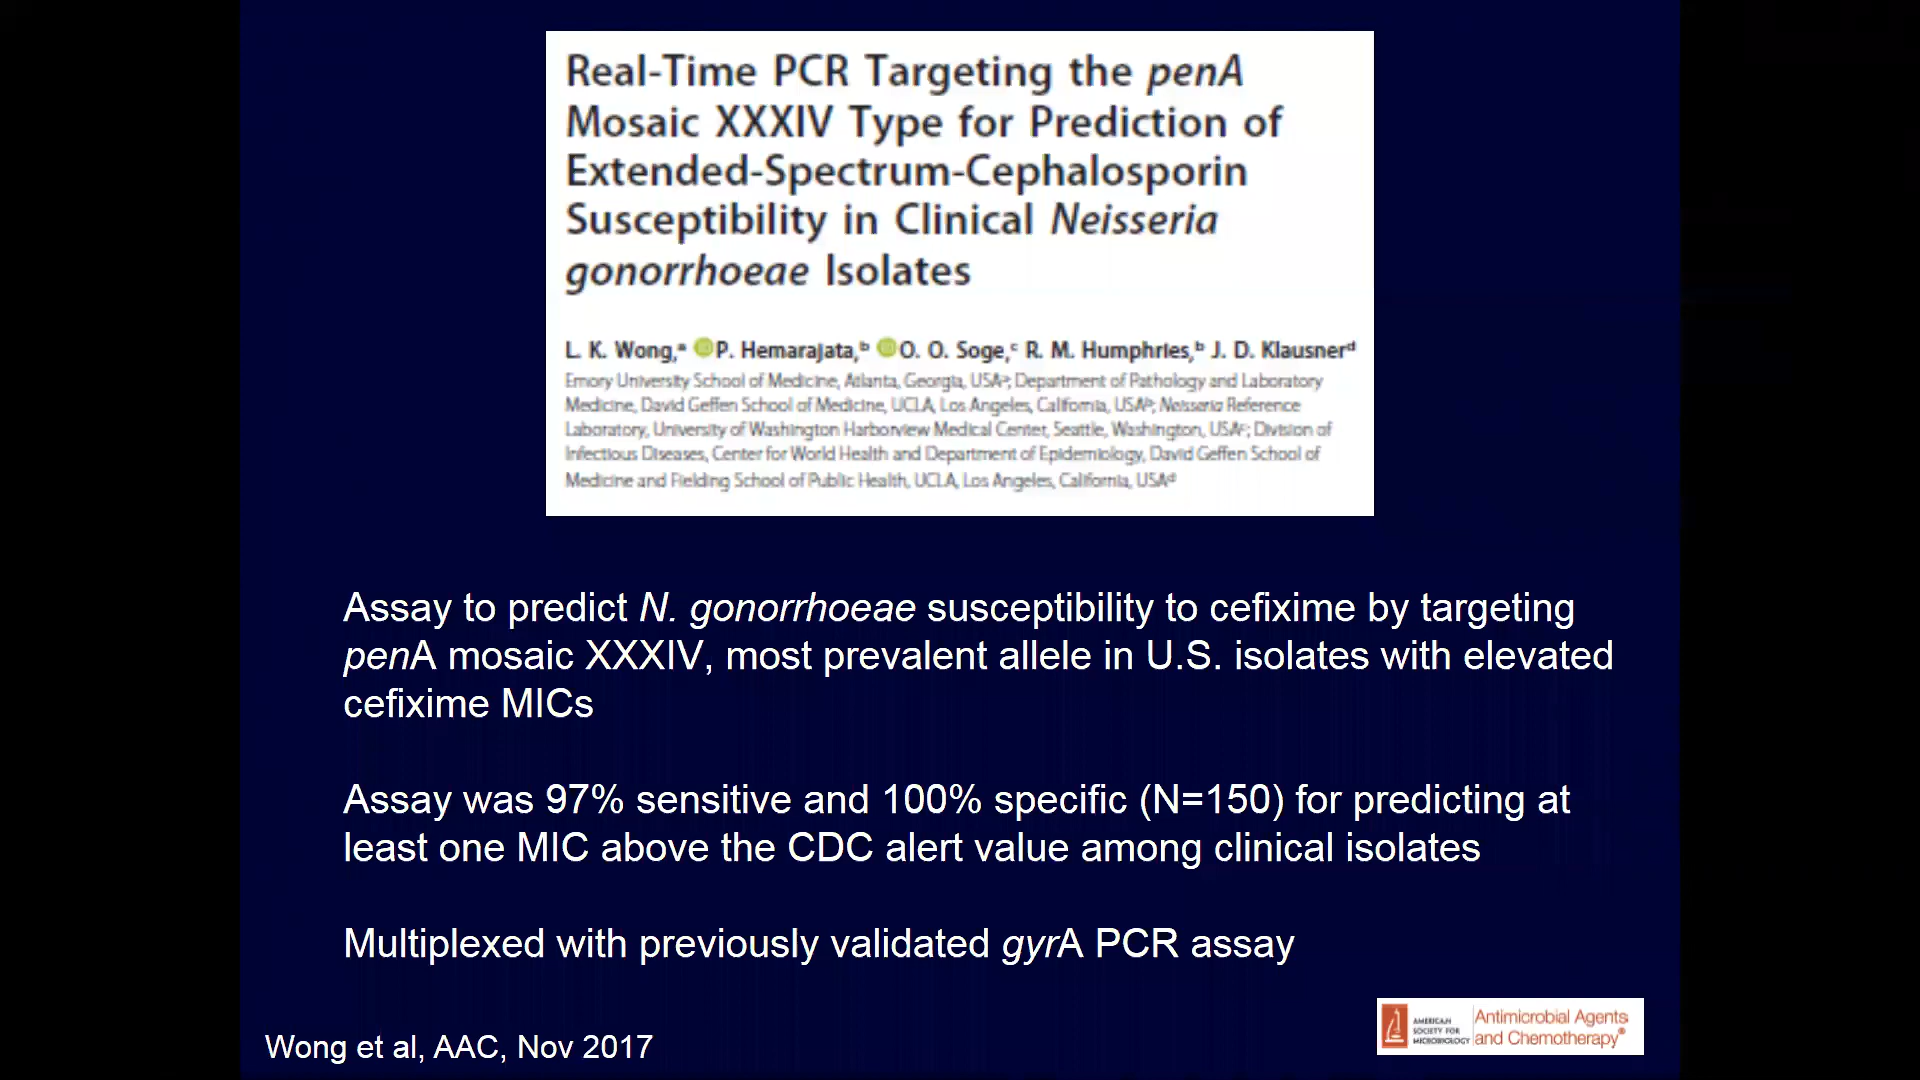 Real-Time PCR Targeting the penA
Mosaic XXXIV Type for Prediction of
Extended-Spectrum-Cephalosporin
Susceptibility in Clinical Neisseria
gonorrhoeae Isolates
L. K. Wong,ᵃ P. Hemarajata,ᵇ O. O. Soge,ᶜ R. M. Humphries,ᵇ J. D. Klausnerᵈ
Emory University School of Medicine, Atlanta, Georgia, USAᵃ; Department of Pathology and Laboratory
Medicine, David Geffen School of Medicine, UCLA, Los Angeles, California, USAᵇ; Neisseria Reference
Laboratory, University of Washington Harborview Medical Center, Seattle, Washington, USAᶜ; Division of
Infectious Diseases, Center for World Health and Department of Epidemiology, David Geffen School of
Medicine and Fielding School of Public Health, UCLA, Los Angeles, California, USAᵈ
Assay to predict N. gonorrhoeae susceptibility to cefixime by targeting
penA mosaic XXXIV, most prevalent allele in U.S. isolates with elevated
cefixime MICs
Assay was 97% sensitive and 100% specific (N=150) for predicting at
least one MIC above the CDC alert value among clinical isolates
Multiplexed with previously validated gyrA PCR assay
Wong et al, AAC, Nov 2017
AMERICAN
SOCIETY FOR
MICROBIOLOGY
Antimicrobial Agents
and Chemotherapy®